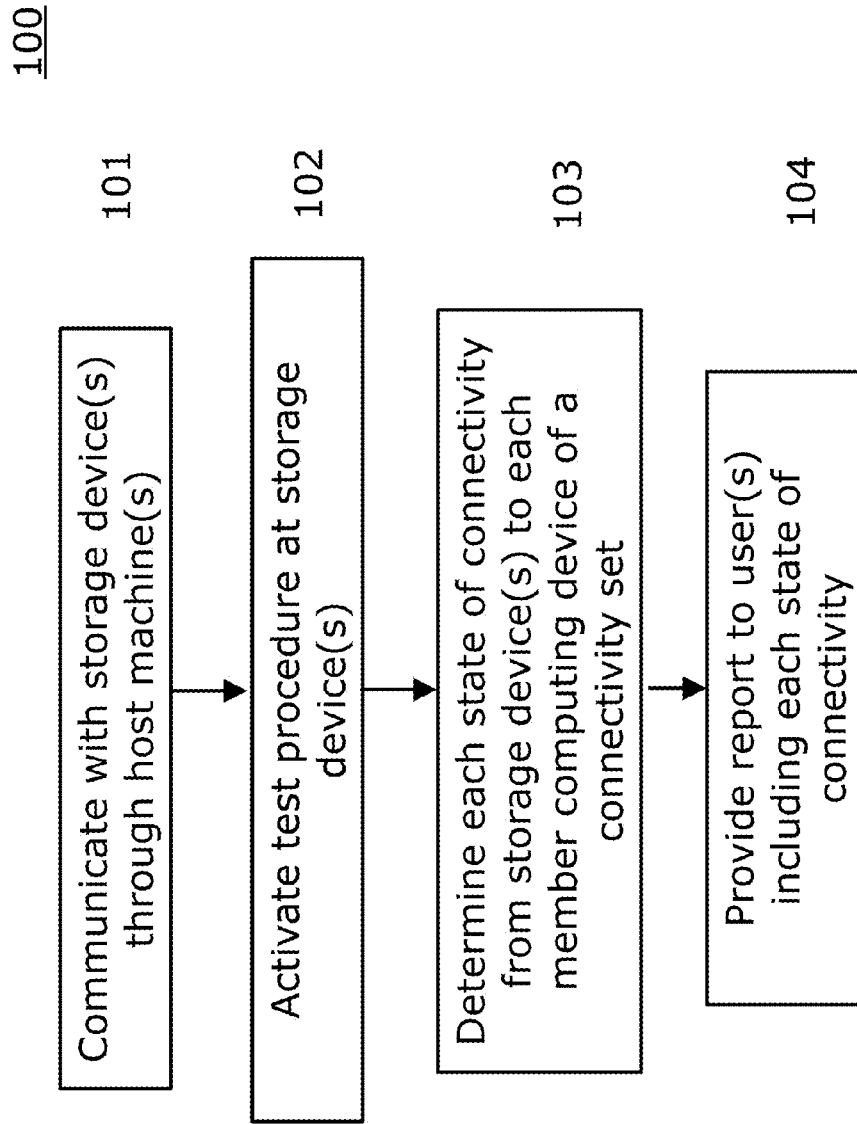 100
Communicate with storage device(s)
through host machine(s)
101
Activate test procedure at storage
device(s)
102
Determine each state of connectivity
from storage device(s) to each
member computing device of a
connectivity set
103
Provide report to user(s)
including each state of
connectivity
104